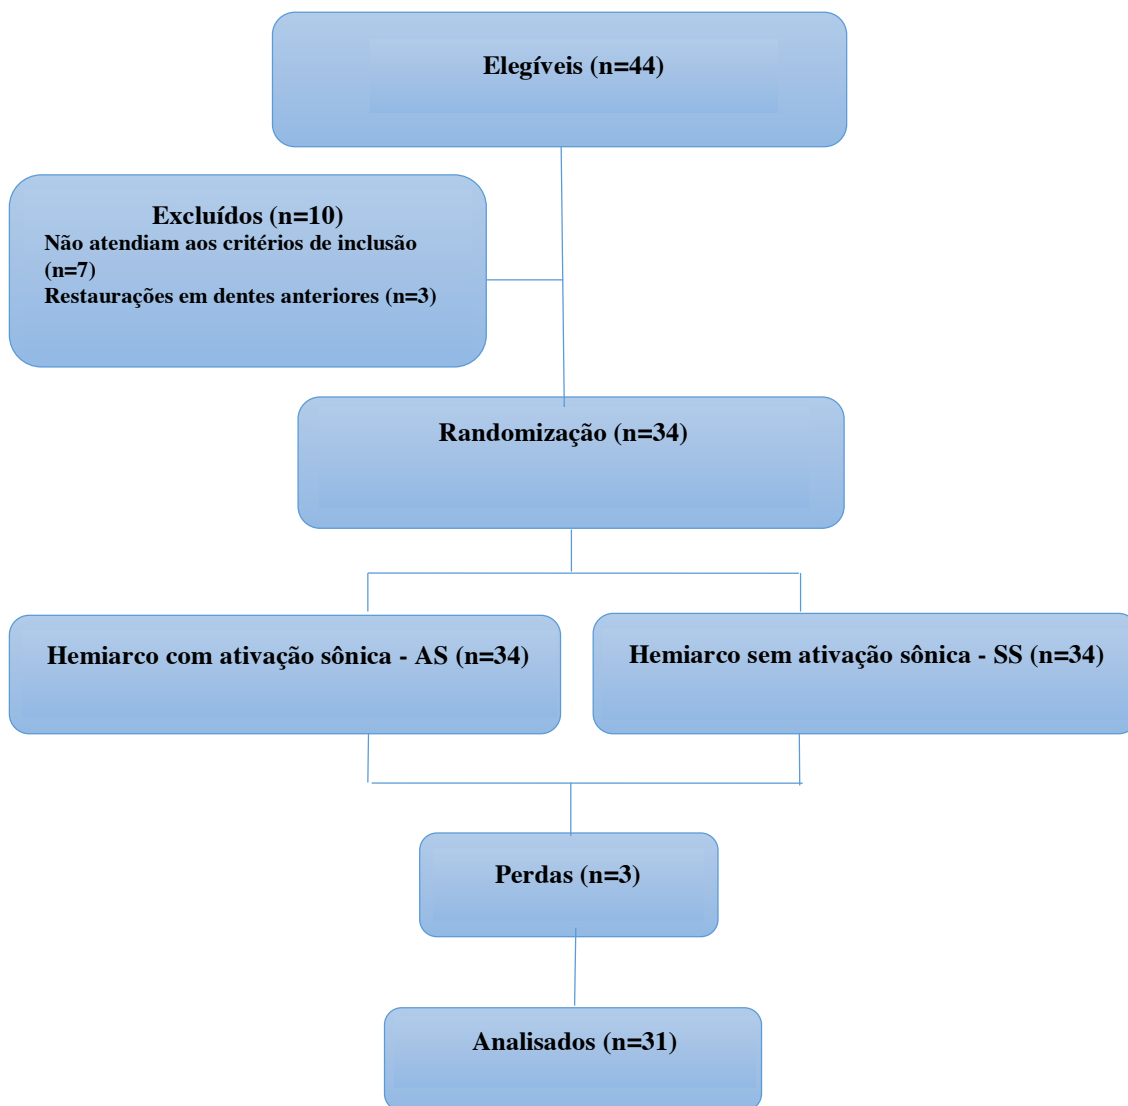 Elegíveis (n=44)
Excluídos (n=10)
Não atendiam aos critérios de inclusão
(n=7)
Restaurações em dentes anteriores (n=3)
Randomização (n=34)
Hemiarco com ativação sônica - AS (n=34)
Hemiarco sem ativação sônica - SS (n=34)
Perdas (n=3)
Analisados (n=31)